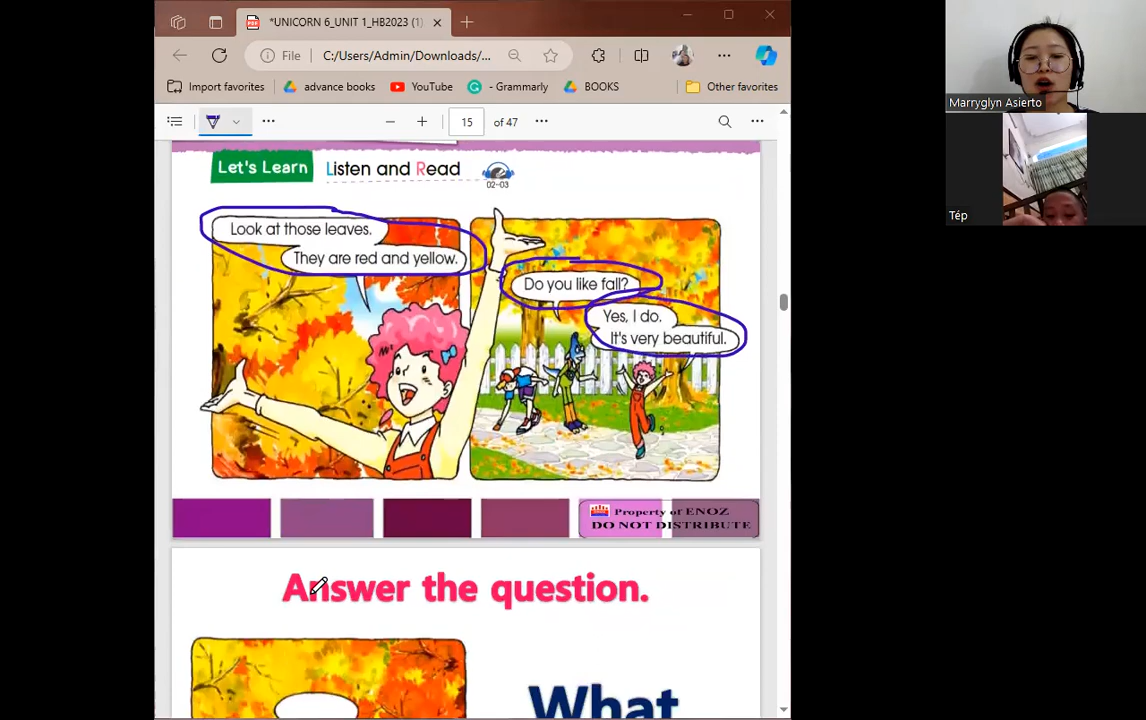 *UNICORN 6_UNIT 1_HB2023 (1)
File
C:/Users/Admin/Downloads/...
Import favorites
advance books
YouTube
- Grammarly
BOOKS
Other favorites
15 of 47
Let's Learn
Listen and Read
02-03
Look at those leaves.
They are red and yellow.
Do you like fall?
Yes, I do.
It's very beautiful.
Property of ENOZ
DO NOT DISTRIBUTE
Answer the question.
What
Marryglyn Asierto
Tép